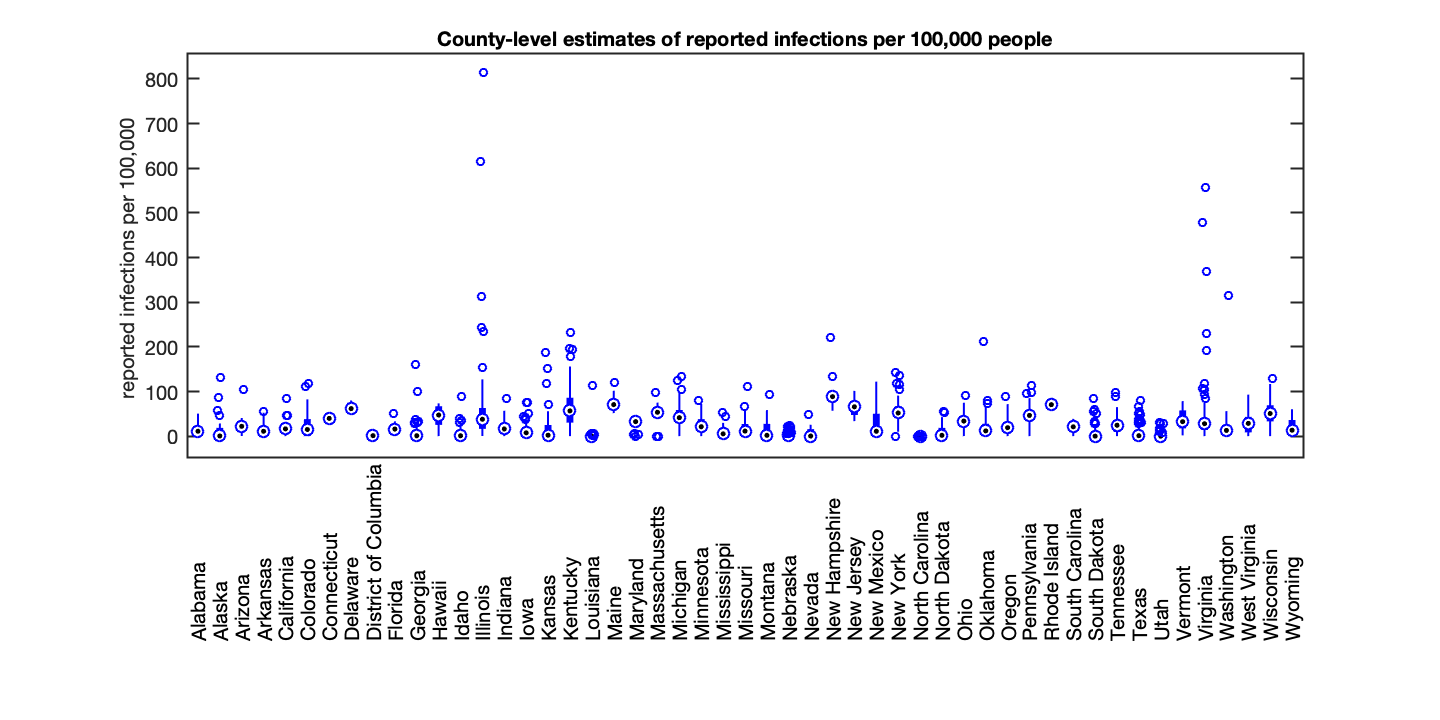 County-level estimates of reported infections per 100,000 people
reported infections per 100,000
800
700
600
500
400
300
200
100
0
Alabama
Alaska
Arizona
Arkansas
California
Colorado
Connecticut
Delaware
District of Columbia
Florida
Georgia
Hawaii
Idaho
Illinois
Indiana
Iowa
Kansas
Kentucky
Louisiana
Maine
Maryland
Massachusetts
Michigan
Minnesota
Mississippi
Missouri
Montana
Nebraska
Nevada
New Hampshire
New Jersey
New Mexico
New York
North Carolina
North Dakota
Ohio
Oklahoma
Oregon
Pennsylvania
Rhode Island
South Carolina
South Dakota
Tennessee
Texas
Utah
Vermont
Virginia
Washington
West Virginia
Wisconsin
Wyoming